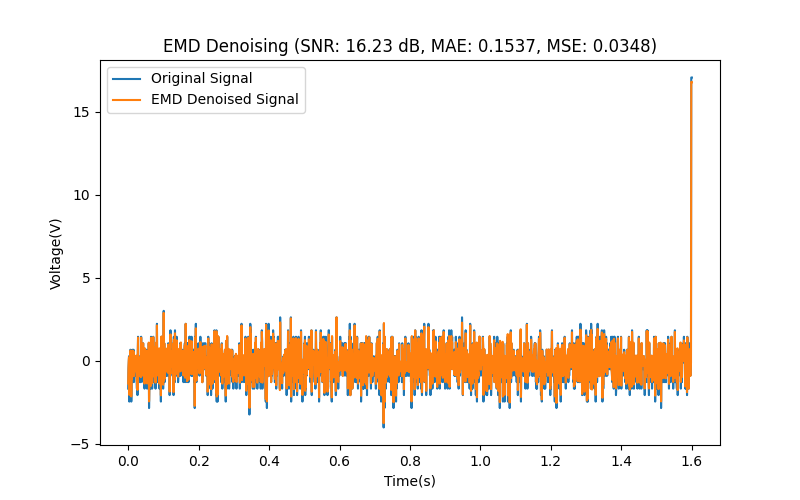 EMD Denoising (SNR: 16.23 dB, MAE: 0.1537, MSE: 0.0348)
Original Signal
EMD Denoised Signal
15
10
5
0
−5
Voltage(V)
0.0 0.2 0.4 0.6 0.8 1.0 1.2 1.4 1.6
Time(s)